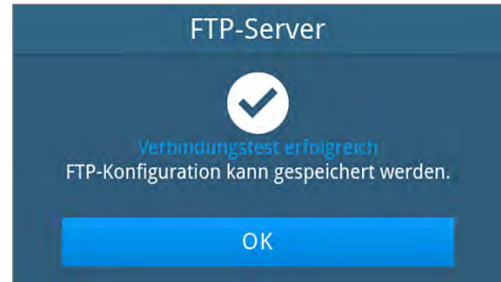 FTP-Server
Verbindungstest erfolgreich
FTP-Konfiguration kann gespeichert werden.
OK